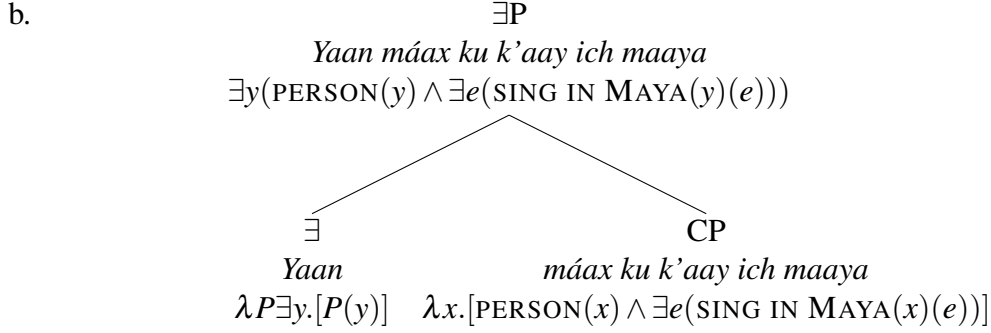 b.
∃P
Yaan máax ku k'aay ich maaya
∃y(PERSON(y) ∧ ∃e(SING IN MAYA(y)(e)))
∃ CP
Yaan máax ku k'aay ich maaya
λP∃y.[P(y)] λx.[PERSON(x) ∧ ∃e(SING IN MAYA(x)(e))]